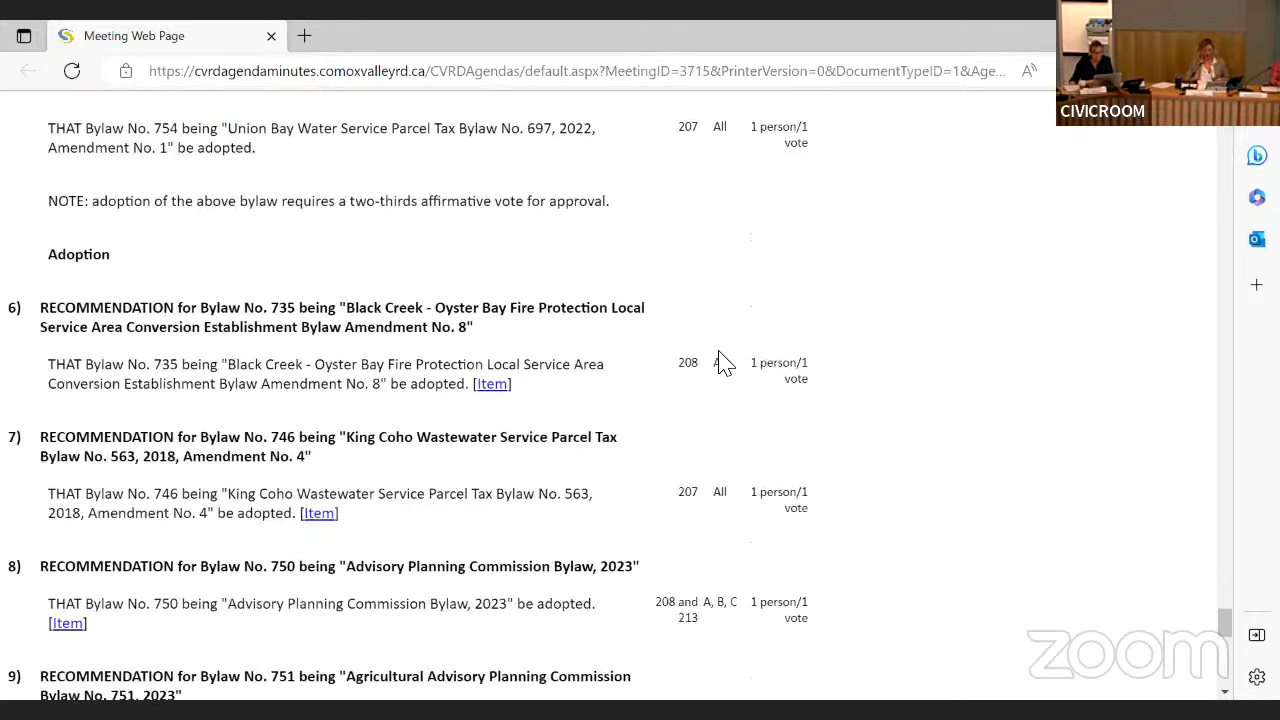 Meeting Web Page
https://cvrdagendaminutes.comoxvalleyrd.ca/CVRDAgendas/default.aspx?MeetingID=3715&PrinterVersion=0&DocumentTypeID=1&Age...
CIVICROOM
THAT Bylaw No. 754 being "Union Bay Water Service Parcel Tax Bylaw No. 697, 2022, 207 All 1 person/1
Amendment No. 1" be adopted. vote
NOTE: adoption of the above bylaw requires a two-thirds affirmative vote for approval.
Adoption
6) RECOMMENDATION for Bylaw No. 735 being "Black Creek - Oyster Bay Fire Protection Local
Service Area Conversion Establishment Bylaw Amendment No. 8"
THAT Bylaw No. 735 being "Black Creek - Oyster Bay Fire Protection Local Service Area 208 1 person/1
Conversion Establishment Bylaw Amendment No. 8" be adopted. [Item] vote
7) RECOMMENDATION for Bylaw No. 746 being "King Coho Wastewater Service Parcel Tax
Bylaw No. 563, 2018, Amendment No. 4"
THAT Bylaw No. 746 being "King Coho Wastewater Service Parcel Tax Bylaw No. 563, 207 All 1 person/1
2018, Amendment No. 4" be adopted. [Item] vote
8) RECOMMENDATION for Bylaw No. 750 being "Advisory Planning Commission Bylaw, 2023"
THAT Bylaw No. 750 being "Advisory Planning Commission Bylaw, 2023" be adopted. 208 and A, B, C 1 person/1
[Item] 213 vote
zoom
9) RECOMMENDATION for Bylaw No. 751 being "Agricultural Advisory Planning Commission
Bylaw No. 751, 2023"